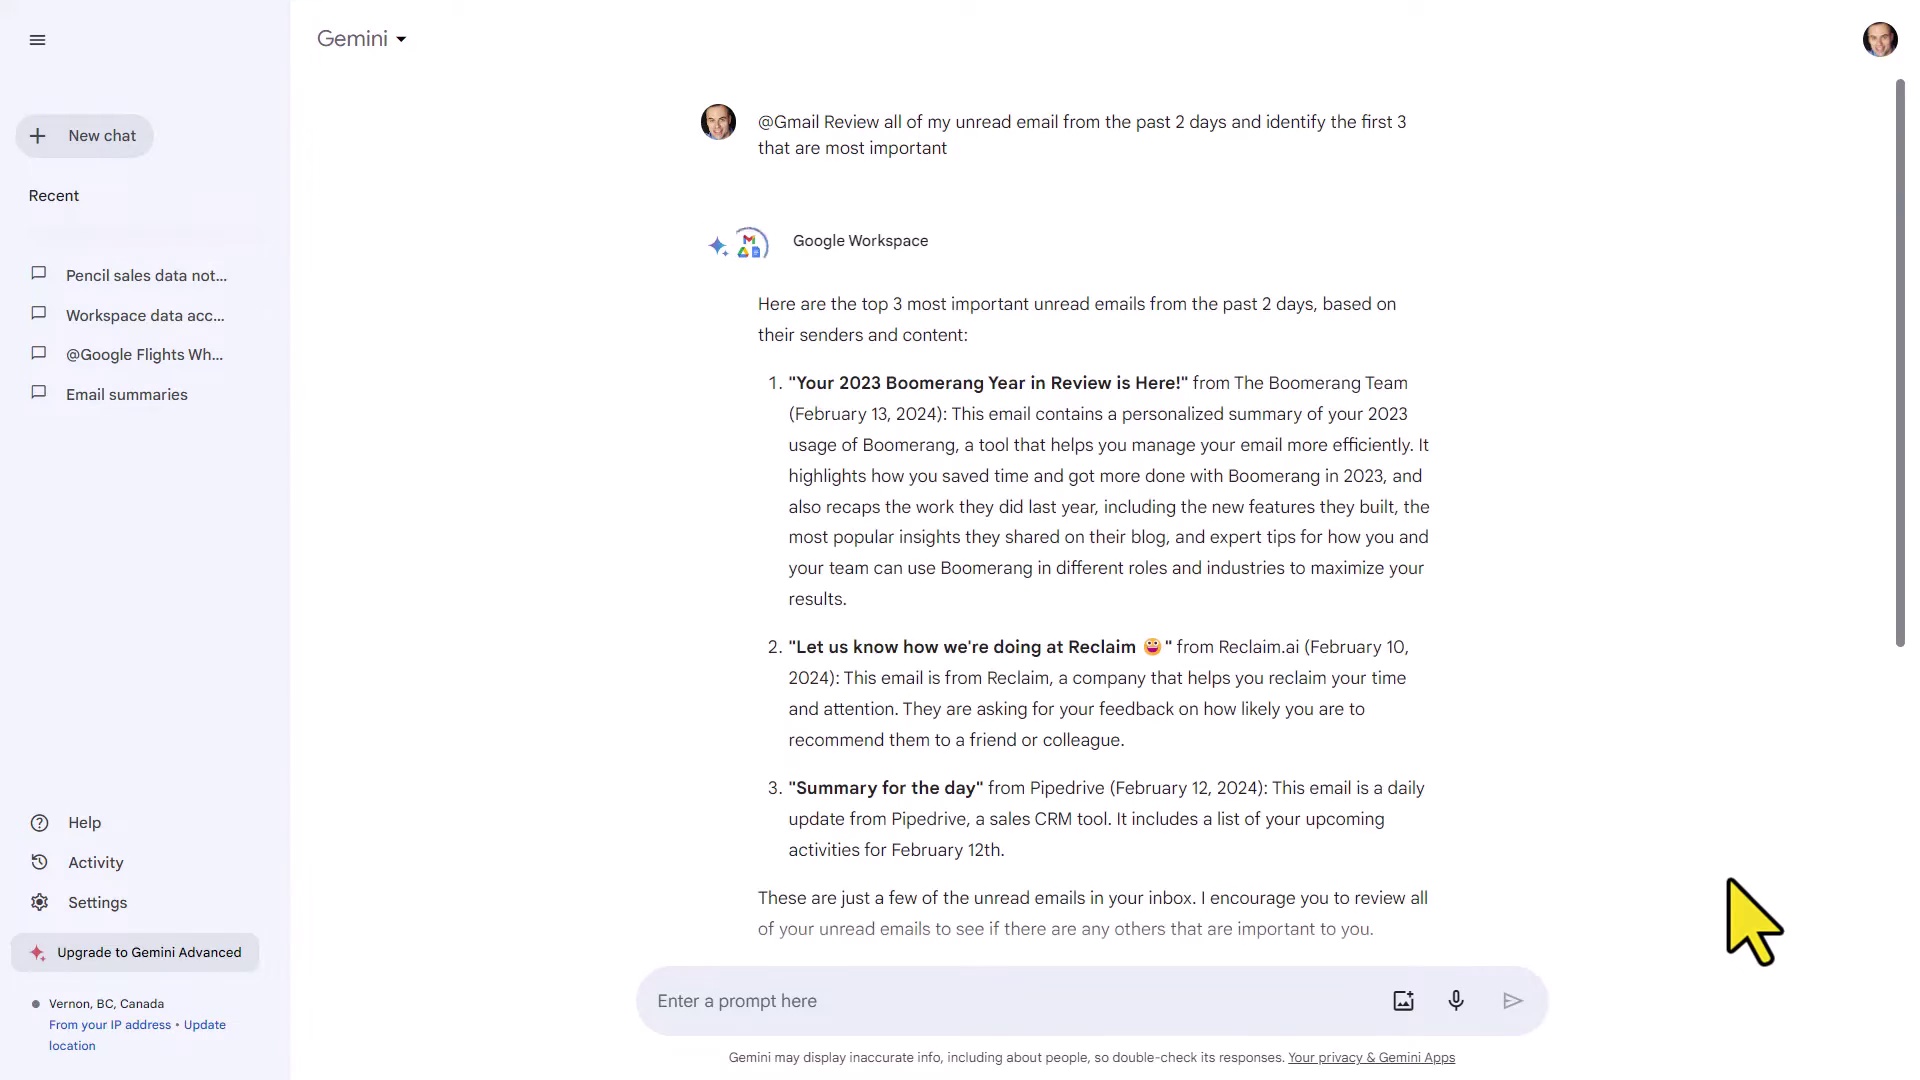 Gemini
New chat
Recent
Pencil sales data not...
Workspace data acc...
@Google Flights Wh...
Email summaries
Help
Activity
Settings
Upgrade to Gemini Advanced
Vernon, BC, Canada
From your IP address • Update
location
@Gmail Review all of my unread email from the past 2 days and identify the first 3
that are most important
Google Workspace
Here are the top 3 most important unread emails from the past 2 days, based on
their senders and content:
1. "Your 2023 Boomerang Year in Review is Here!" from The Boomerang Team
(February 13, 2024): This email contains a personalized summary of your 2023
usage of Boomerang, a tool that helps you manage your email more efficiently. It
highlights how you saved time and got more done with Boomerang in 2023, and
also recaps the work they did last year, including the new features they built, the
most popular insights they shared on their blog, and expert tips for how you and
your team can use Boomerang in different roles and industries to maximize your
results.
2. "Let us know how we're doing at Reclaim 😀 " from Reclaim.ai (February 10,
2024): This email is from Reclaim, a company that helps you reclaim your time
and attention. They are asking for your feedback on how likely you are to
recommend them to a friend or colleague.
3. "Summary for the day" from Pipedrive (February 12, 2024): This email is a daily
update from Pipedrive, a sales CRM tool. It includes a list of your upcoming
activities for February 12th.
These are just a few of the unread emails in your inbox. I encourage you to review all
of your unread emails to see if there are any others that are important to you.
Enter a prompt here
Gemini may display inaccurate info, including about people, so double-check its responses. Your privacy & Gemini Apps